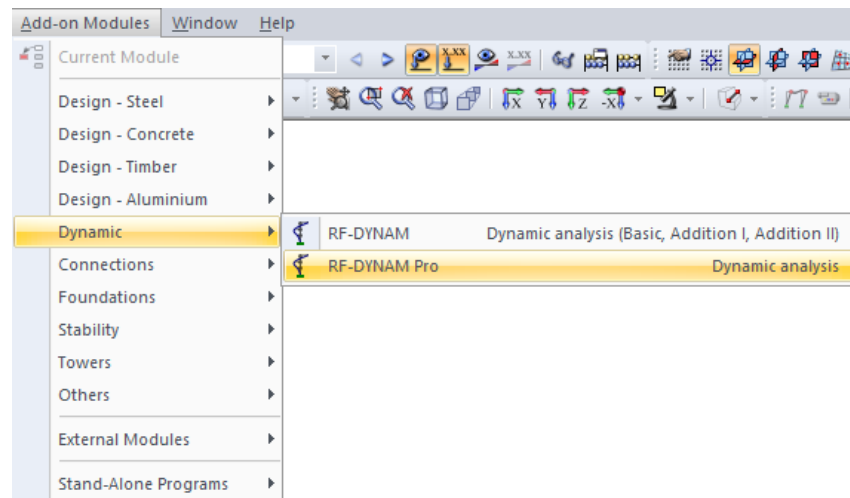 Add-on Modules Window Help
Current Module
X.XX X.XX
Design - Steel
X Y Z -X
Design - Concrete
Design - Timber
Design - Aluminium
Dynamic
RF-DYNAM Dynamic analysis (Basic, Addition I, Addition II)
Connections
RF-DYNAM Pro Dynamic analysis
Foundations
Stability
Towers
Others
External Modules
Stand-Alone Programs